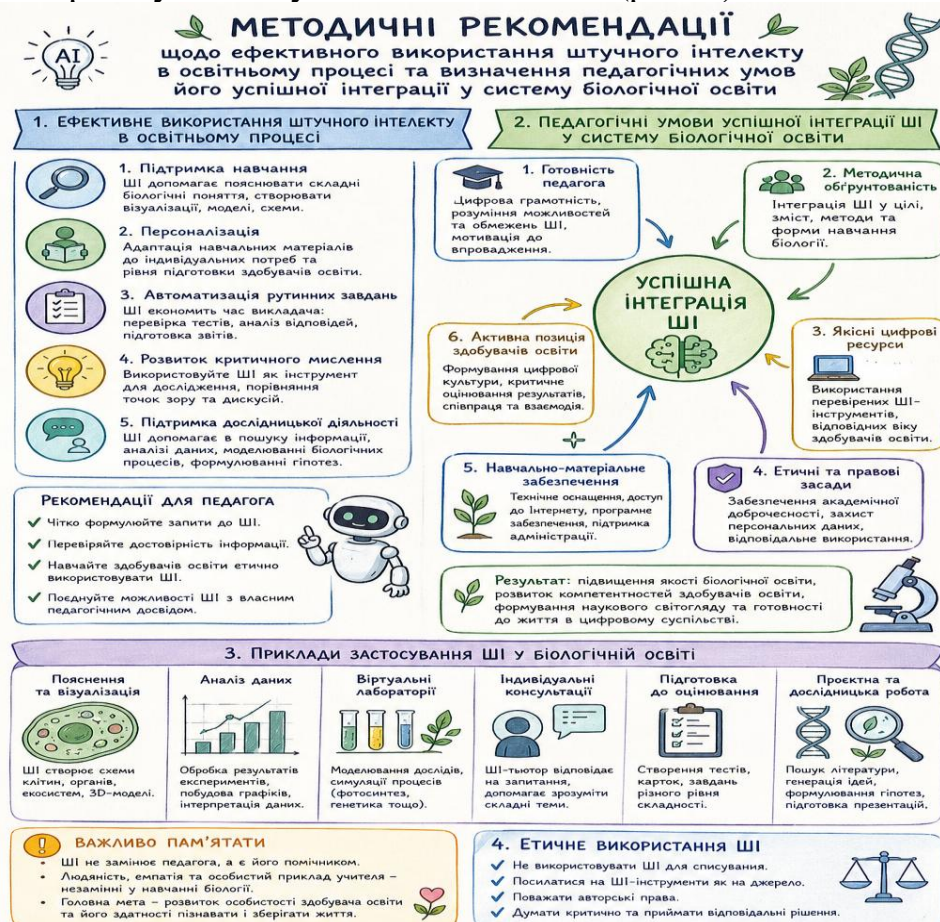 МЕТОДИЧНІ РЕКОМЕНДАЦІЇ
щодо ефективного використання штучного інтелекту
в освітньому процесі та визначення педагогічних умов
його успішної інтеграції у систему біологічної освіти
AI
1. Ефективне використання штучного інтелекту
в освітньому процесі
1. Підтримка навчання
ШІ допомагає пояснювати складні
біологічні поняття, створювати
візуалізації, моделі, схеми.
2. Персоналізація
Адаптація навчальних матеріалів
до індивідуальних потреб та
рівня підготовки здобувачів освіти.
3. Автоматизація рутинних завдань
ШІ економить час викладача:
перевірка тестів, аналіз відповідей,
підготовка звітів.
4. Розвиток критичного мислення
Використовуйте ШІ як інструмент
для дослідження, порівняння
точок зору та дискусій.
5. Підтримка дослідницької діяльності
ШІ допомагає в пошуку інформації,
аналізі даних, моделюванні біологічних
процесів, формулюванні гіпотез.
Рекомендації для педагога
Чітко формулюйте запити до ШІ.
Перевіряйте достовірність інформації.
Навчайте здобувачів освіти етично
використовувати ШІ.
Поєднуйте можливості ШІ з власним
педагогічним досвідом.
2. Педагогічні умови успішної інтеграції ШІ
у систему біологічної освіти
1. Готовність
педагога
Цифрова грамотність,
розуміння можливостей
та обмежень ШІ,
мотивація до
впровадження.
2. Методична
обґрунтованість
Інтеграція ШІ у цілі,
зміст, методи та
форми навчання
біології.
УСПІШНА
ІНТЕГРАЦІЯ
ШІ
3. Якісні цифрові
ресурси
Використання
перевірених ШІ-
інструментів,
відповідних віку
здобувачів освіти.
4. Етичні та правові
засади
Забезпечення академічної
доброчесності, захист
персональних даних,
відповідальне використання.
5. Навчально-матеріальне
забезпечення
Технічне оснащення, доступ
до Інтернету, програмне
забезпечення, підтримка
адміністрації.
6. Активна позиція
здобувачів освіти
Формування цифрової
культури, критичне
оцінювання результатів,
співпраця та взаємодія.
Результат: підвищення якості біологічної освіти,
розвиток компетентностей здобувачів освіти,
формування наукового світогляду та готовності
до життя в цифровому суспільстві.
3. Приклади застосування ШІ у біологічній освіті
Пояснення
та візуалізація
ШІ створює схеми
клітин, органів,
екосистем, 3D-моделі.
Аналіз даних
Обробка результатів
експериментів,
побудова графіків,
інтерпретація даних.
Віртуальні
лабораторії
Моделювання дослідів,
симуляції процесів
(фотосинтез,
генетика тощо).
Індивідуальні
консультації
ШІ-тьютор відповідає
на запитання,
допомагає зрозуміти
складні теми.
Підготовка
до оцінювання
Створення тестів,
карток, завдань
різного рівня
складності.
Проєктна та
дослідницька робота
Пошук літератури,
генерація ідей,
формулювання гіпотез,
підготовка презентацій.
! ВАЖЛИВО ПАМ'ЯТАТИ
• ШІ не замінює педагога, а є його помічником.
• Людяність, емпатія та особистий приклад учителя –
незамінні у навчанні біології.
• Головна мета – розвиток особистості здобувача освіти
та його здатності пізнавати і зберігати життя.
4. Етичне використання ШІ
Не використовувати ШІ для списування.
Посилатися на ШІ-інструменти як на джерело.
Поважати авторські права.
Думати критично та приймати відповідальні рішення.